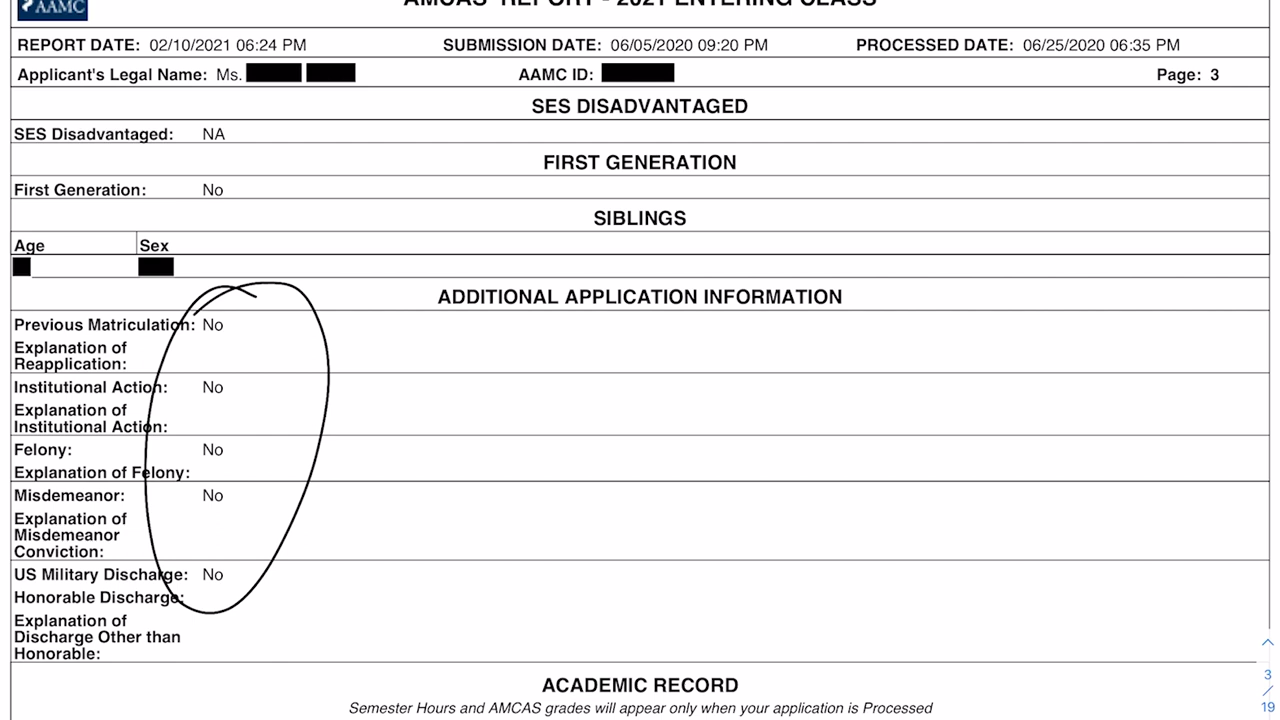 AAMC
AMCAS REPORT - 2021 ENTERING CLASS
REPORT DATE: 02/10/2021 06:24 PM SUBMISSION DATE: 06/05/2020 09:20 PM PROCESSED DATE: 06/25/2020 06:35 PM
Applicant's Legal Name: Ms. AAMC ID: Page: 3
SES DISADVANTAGED
SES Disadvantaged: NA
FIRST GENERATION
First Generation: No
SIBLINGS
Age Sex
ADDITIONAL APPLICATION INFORMATION
Previous Matriculation: No
Explanation of
Reapplication:
Institutional Action: No
Explanation of
Institutional Action:
Felony: No
Explanation of Felony:
Misdemeanor: No
Explanation of
Misdemeanor
Conviction:
US Military Discharge: No
Honorable Discharge:
Explanation of
Discharge Other than
Honorable:
ACADEMIC RECORD
Semester Hours and AMCAS grades will appear only when your application is Processed
3
/
19